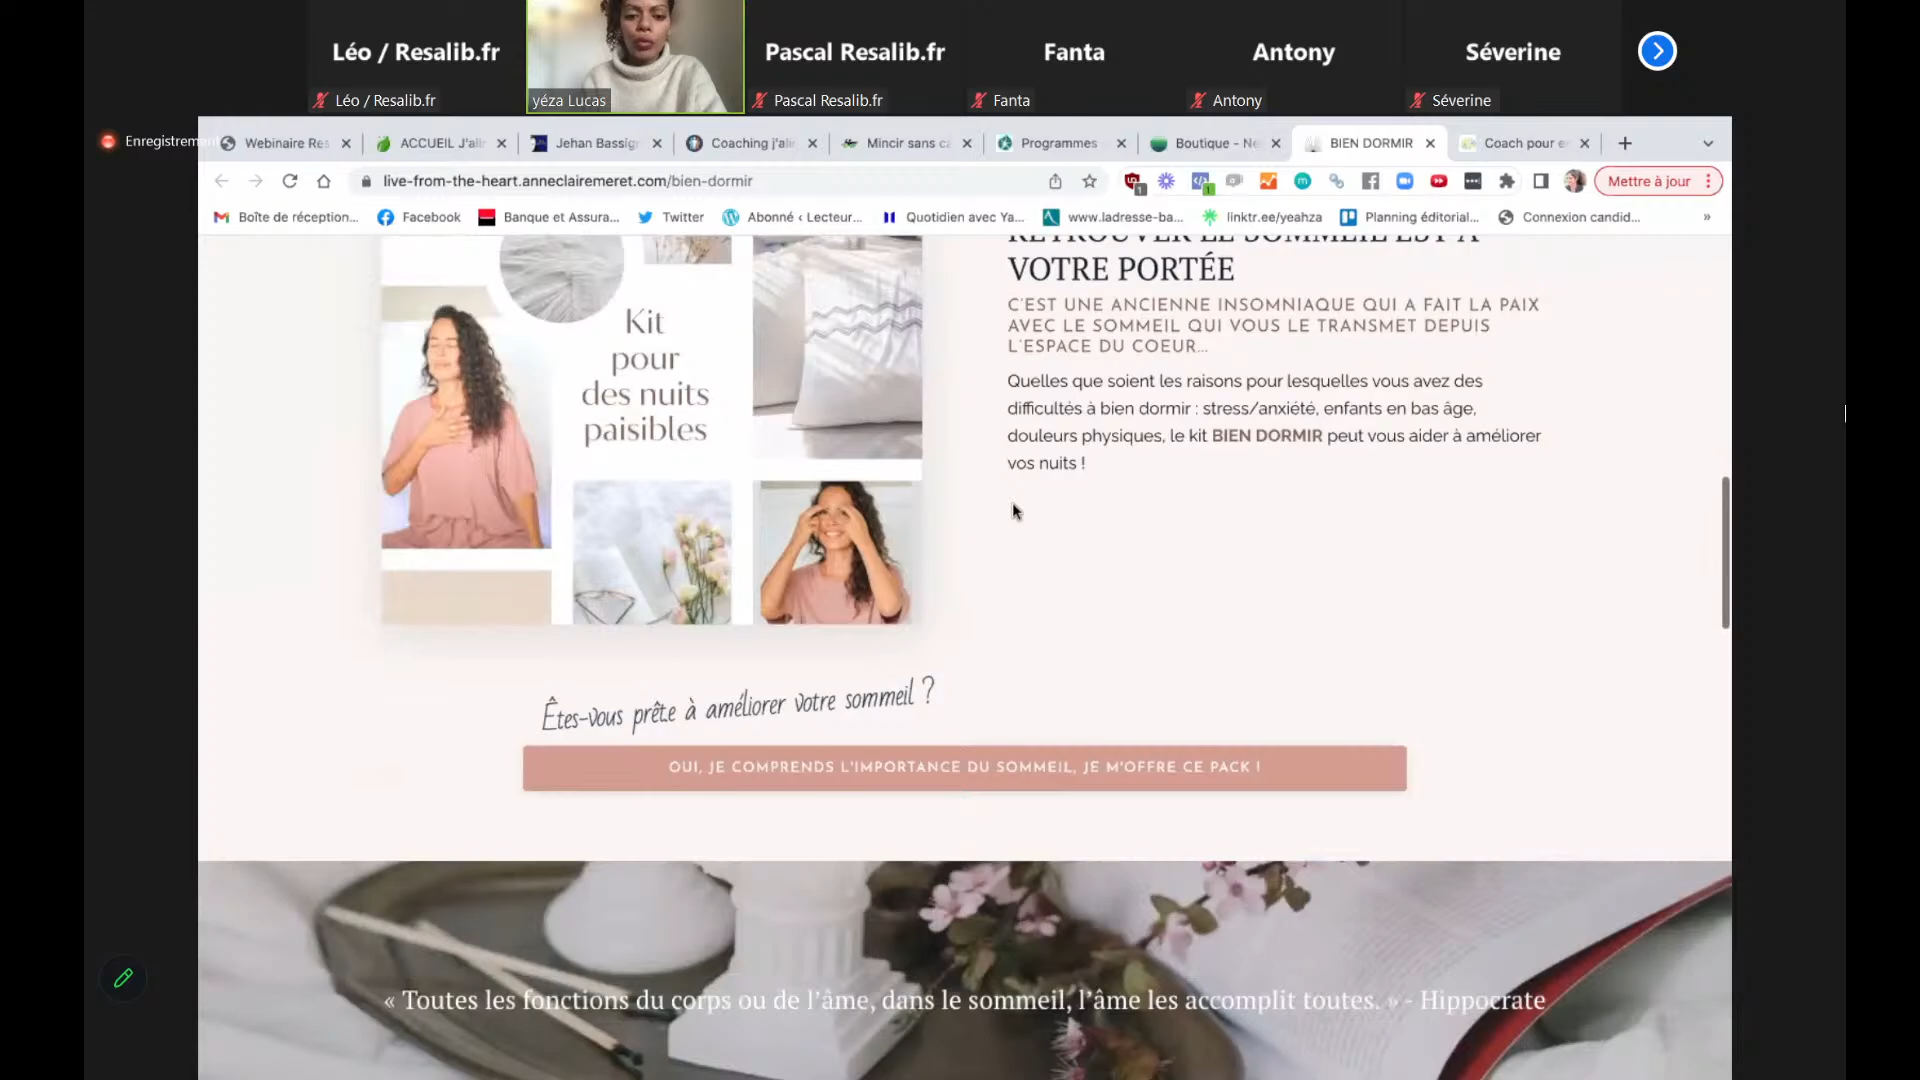 Léo / Resalib.fr
Pascal Resalib.fr
Fanta
Antony
Séverine
Léo / Resalib.fr
yéza Lucas
Pascal Resalib.fr
Fanta
Antony
Séverine
Enregistrement
Webinaire Res
ACCUEIL J'alin
Jehan Bassig
Coaching j'ali
Mincir sans ca
Programmes
Boutique - Ne
BIEN DORMIR
Coach pour e
live-from-the-heart.anneclairemeret.com/bien-dormir
Mettre à jour
Boîte de réception...
Facebook
Banque et Assura...
Twitter
Abonné ‹ Lecteur...
Quotidien avec Ya...
www.ladresse-ba...
linktr.ee/yeahza
Planning éditorial...
Connexion candid...
»
RETROUVER LE SOMMEIL EST À
VOTRE PORTÉE
C'EST UNE ANCIENNE INSOMNIAQUE QUI A FAIT LA PAIX
AVEC LE SOMMEIL QUI VOUS LE TRANSMET DEPUIS
L'ESPACE DU COEUR...
Quelles que soient les raisons pour lesquelles vous avez des
difficultés à bien dormir : stress/anxiété, enfants en bas âge,
douleurs physiques, le kit BIEN DORMIR peut vous aider à améliorer
vos nuits !
Kit
pour
des nuits
paisibles
Êtes-vous prête à améliorer votre sommeil ?
OUI, JE COMPRENDS L'IMPORTANCE DU SOMMEIL, JE M'OFFRE CE PACK !
« Toutes les fonctions du corps ou de l'âme, dans le sommeil, l'âme les accomplit toutes. » - Hippocrate